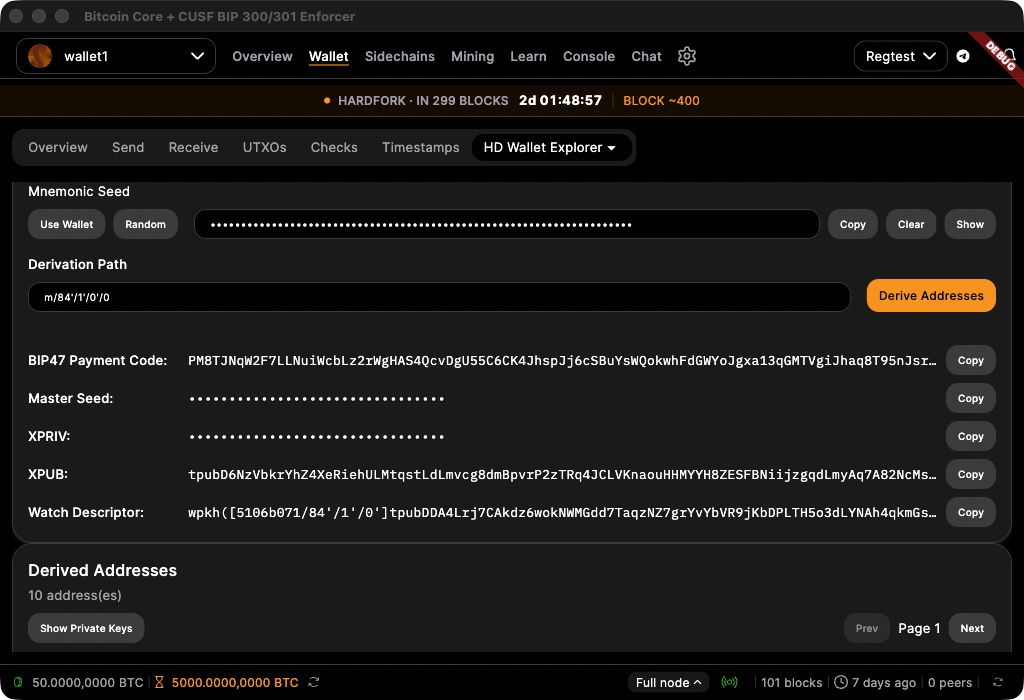 Bitcoin Core + CUSF BIP 300/301 Enforcer
wallet1 Overview Wallet Sidechains Mining Learn Console Chat Regtest DEBUG
HARDFORK · IN 299 BLOCKS 2d 01:48:57 BLOCK ~400
Overview Send Receive UTXOs Checks Timestamps HD Wallet Explorer
Mnemonic Seed
Use Wallet Random Copy Clear Show
Derivation Path
m/84'/1'/0'/0 Derive Addresses
BIP47 Payment Code: PM8TJNqW2F7LLNuiWcbLz2rWgHAS4QcvDgU55C6CK4JhspJj6cSBuYsWQokwhFdGWYoJgxa13qGMTVgiJhaq8T95nJsr… Copy
Master Seed: •••••••••••••••••••••••••••••••• Copy
XPRIV: •••••••••••••••••••••••••••••••• Copy
XPUB: tpubD6NzVbkrYhZ4XeRiehULMtqstLdLmvcg8dmBpvrP2zTRq4JCLVKnaouHHMYYH8ZESFBNiijzgqdLmyAq7A82NcMs… Copy
Watch Descriptor: wpkh([5106b071/84'/1'/0']tpubDDA4Lrj7CAkdz6wokNWMGdd7TaqzNZ7grYvYbVR9jKbDPLTH5o3dLYNAh4qkmGs… Copy
Derived Addresses
10 address(es)
Show Private Keys Prev Page 1 Next
50.0000,0000 BTC 5000.0000,0000 BTC Full node 101 blocks 7 days ago 0 peers